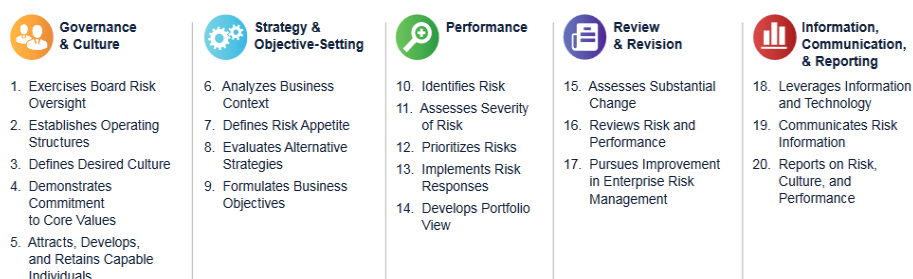 Governance
& Culture
1. Exercises Board Risk
Oversight
2. Establishes Operating
Structures
3. Defines Desired Culture
4. Demonstrates
Commitment
to Core Values
5. Attracts, Develops,
and Retains Capable
Individuals
Strategy &
Objective-Setting
6. Analyzes Business
Context
7. Defines Risk Appetite
8. Evaluates Alternative
Strategies
9. Formulates Business
Objectives
Performance
10. Identifies Risk
11. Assesses Severity
of Risk
12. Prioritizes Risks
13. Implements Risk
Responses
14. Develops Portfolio
View
Review
& Revision
15. Assesses Substantial
Change
16. Reviews Risk and
Performance
17. Pursues Improvement
in Enterprise Risk
Management
Information,
Communication,
& Reporting
18. Leverages Information
and Technology
19. Communicates Risk
Information
20. Reports on Risk,
Culture, and
Performance